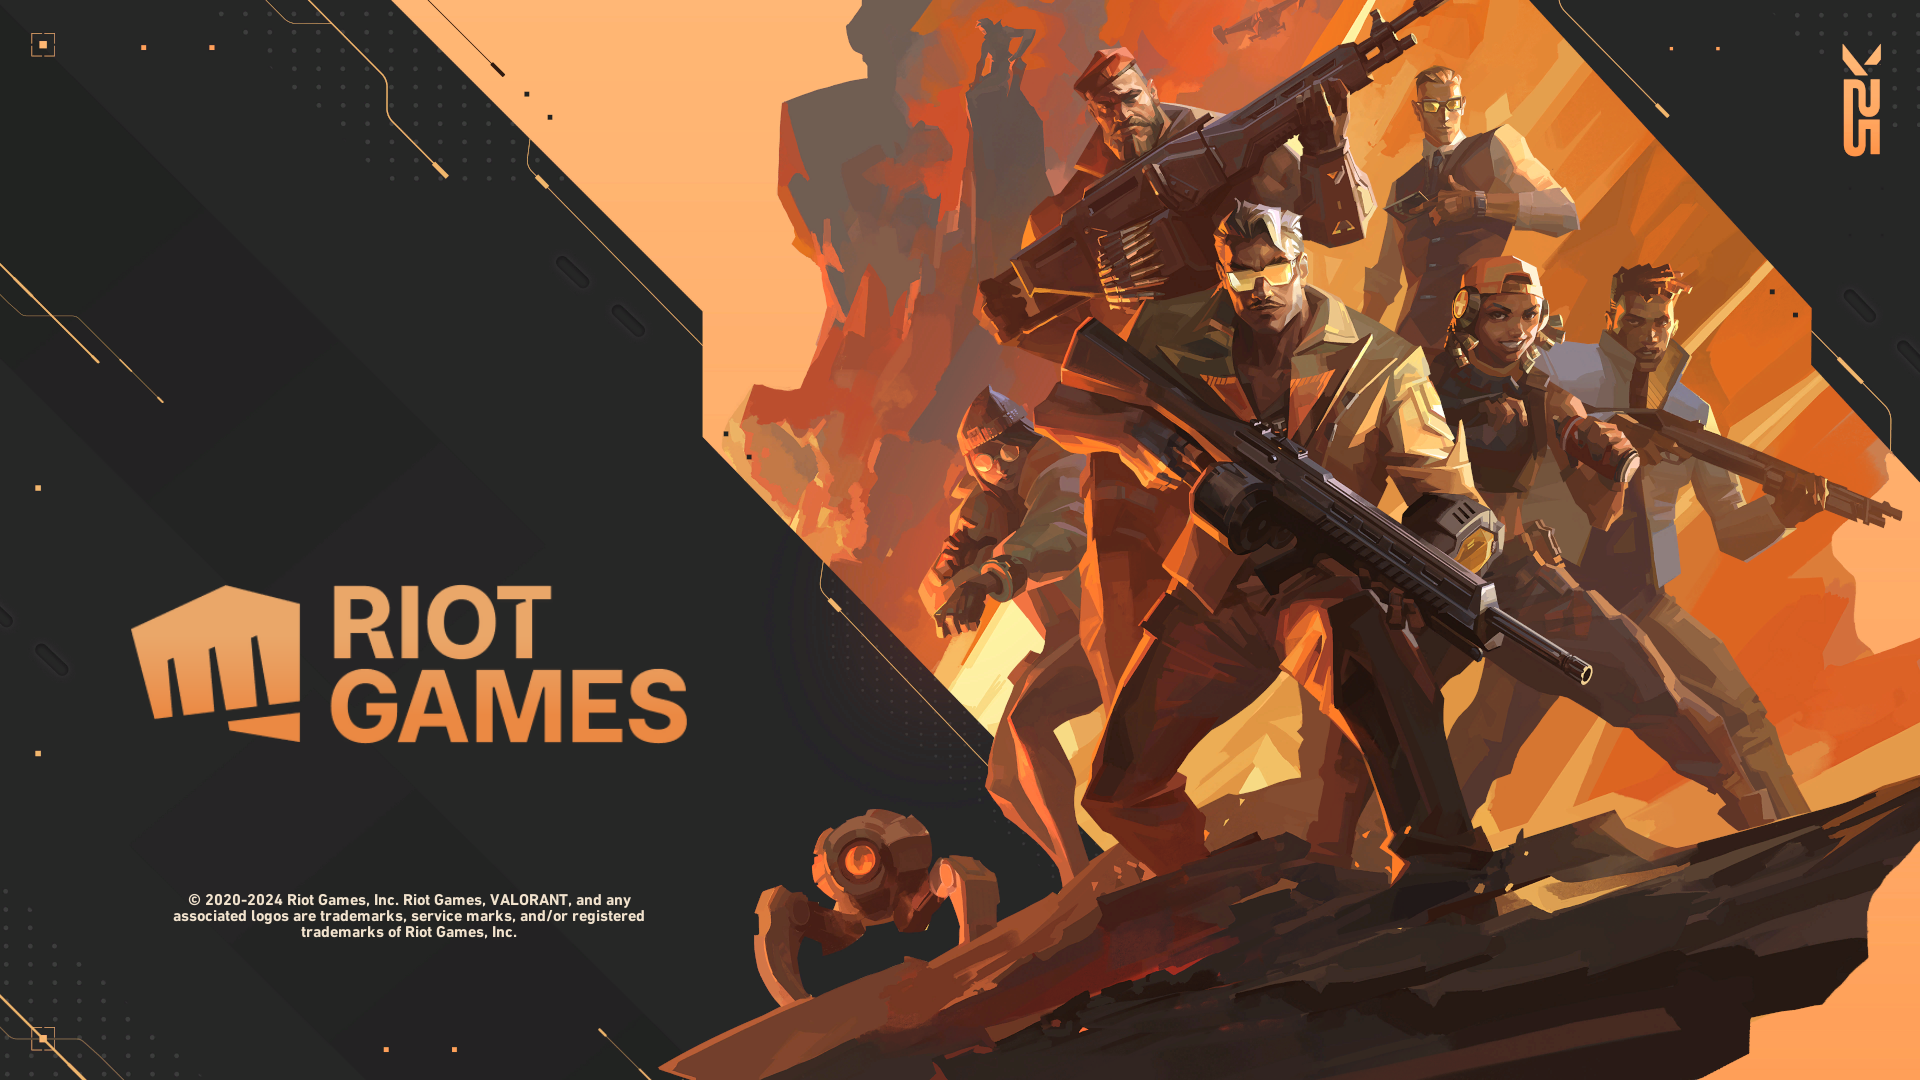 RIOT
GAMES
S2K
© 2020-2024 Riot Games, Inc. Riot Games, VALORANT, and any
associated logos are trademarks, service marks, and/or registered
trademarks of Riot Games, Inc.